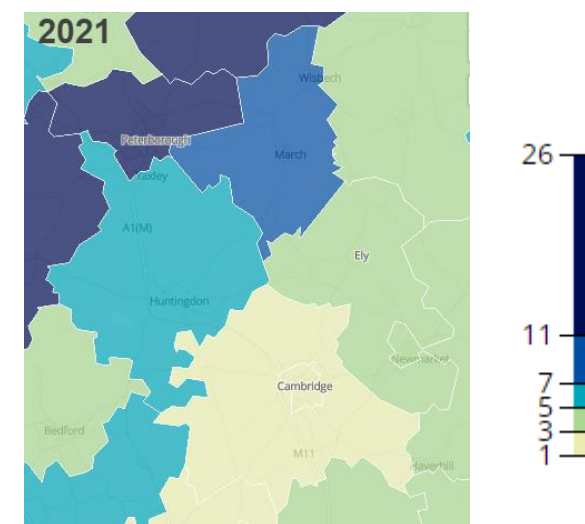 2021
Wisbech
Peterborough
March
Yaxley
A1(M)
Ely
Huntingdon
Newmarket
Cambridge
Bedford
M11
Haverhill
26
11
7
5
3
1